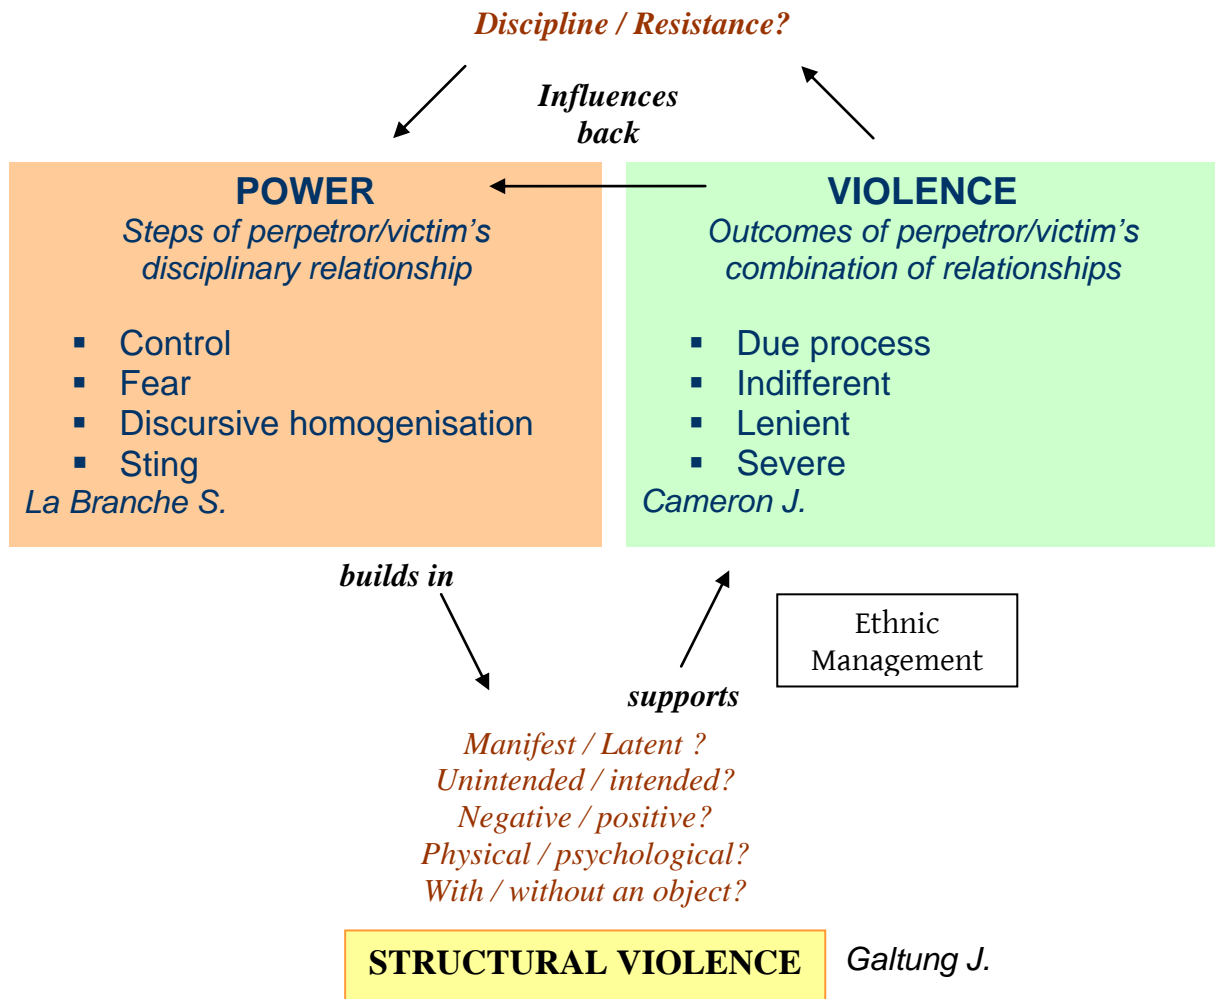 Discipline / Resistance?
Influences
back
POWER
Steps of perpetror/victim's
disciplinary relationship
▪ Control
▪ Fear
▪ Discursive homogenisation
▪ Sting
La Branche S.
VIOLENCE
Outcomes of perpetror/victim's
combination of relationships
▪ Due process
▪ Indifferent
▪ Lenient
▪ Severe
Cameron J.
builds in
Ethnic
Management
supports
Manifest / Latent ?
Unintended / intended?
Negative / positive?
Physical / psychological?
With / without an object?
STRUCTURAL VIOLENCE
Galtung J.